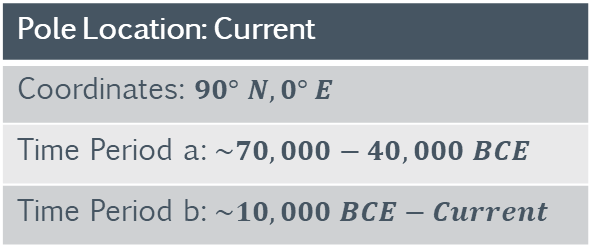 Pole Location: Current
Coordinates: 90° N, 0° E
Time Period a: ~70,000 – 40,000 BCE
Time Period b: ~10,000 BCE – Current